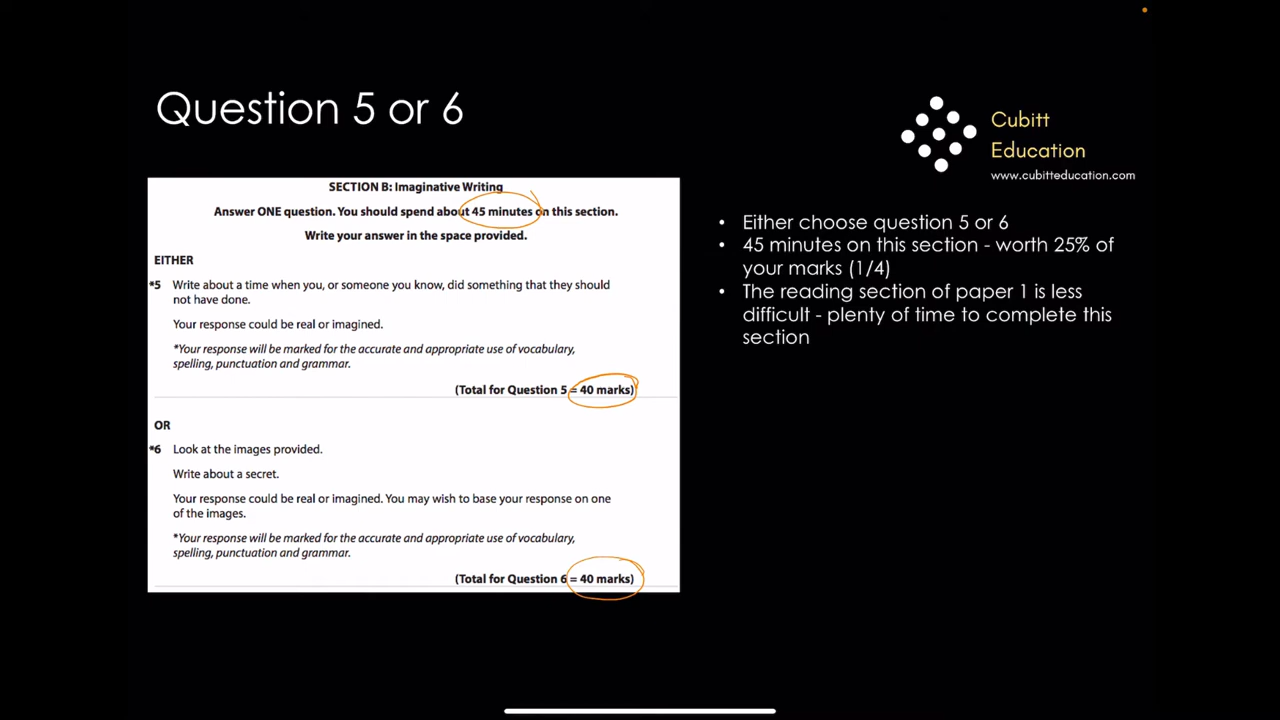 Question 5 or 6
Cubitt
Education
www.cubitteducation.com
SECTION B: Imaginative Writing
Answer ONE question. You should spend about 45 minutes on this section.
Write your answer in the space provided.
EITHER
*5 Write about a time when you, or someone you know, did something that they should
not have done.
Your response could be real or imagined.
*Your response will be marked for the accurate and appropriate use of vocabulary,
spelling, punctuation and grammar.
(Total for Question 5 = 40 marks)
OR
*6 Look at the images provided.
Write about a secret.
Your response could be real or imagined. You may wish to base your response on one
of the images.
*Your response will be marked for the accurate and appropriate use of vocabulary,
spelling, punctuation and grammar.
(Total for Question 6 = 40 marks)
• Either choose question 5 or 6
• 45 minutes on this section - worth 25% of
your marks (1/4)
• The reading section of paper 1 is less
difficult - plenty of time to complete this
section